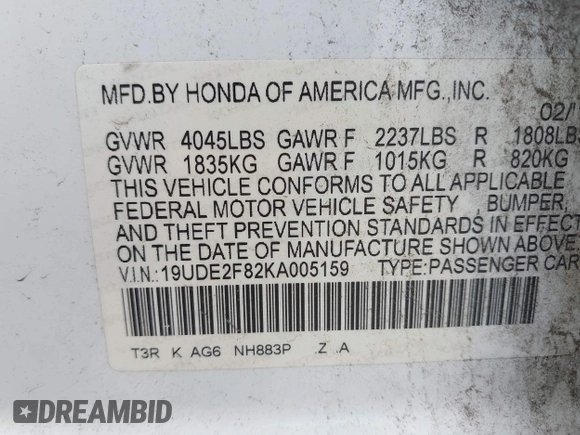 MFD.BY HONDA OF AMERICA MFG.,INC.
02/
GVWR 4045LBS GAWR F 2237LBS R 1808LBS
GVWR 1835KG GAWR F 1015KG R 820KG
THIS VEHICLE CONFORMS TO ALL APPLICABLE
FEDERAL MOTOR VEHICLE SAFETY , BUMPER,
AND THEFT PREVENTION STANDARDS IN EFFECT
ON THE DATE OF MANUFACTURE SHOWN ABOVE.
V.I.N.:19UDE2F82KA005159 TYPE:PASSENGER CAR
T3R K AG6 NH883P .Z .A
DREAMBID